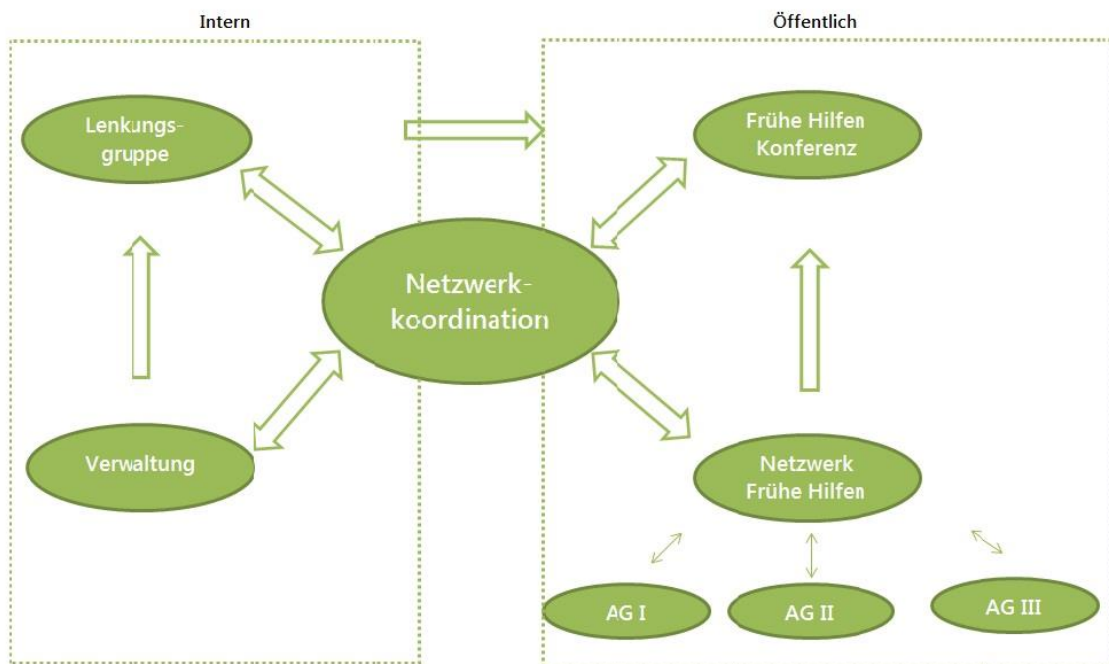 Intern
Öffentlich
Lenkungs-
gruppe
Frühe Hilfen
Konferenz
Netzwerk-
koordination
Verwaltung
Netzwerk
Frühe Hilfen
AG I
AG II
AG III